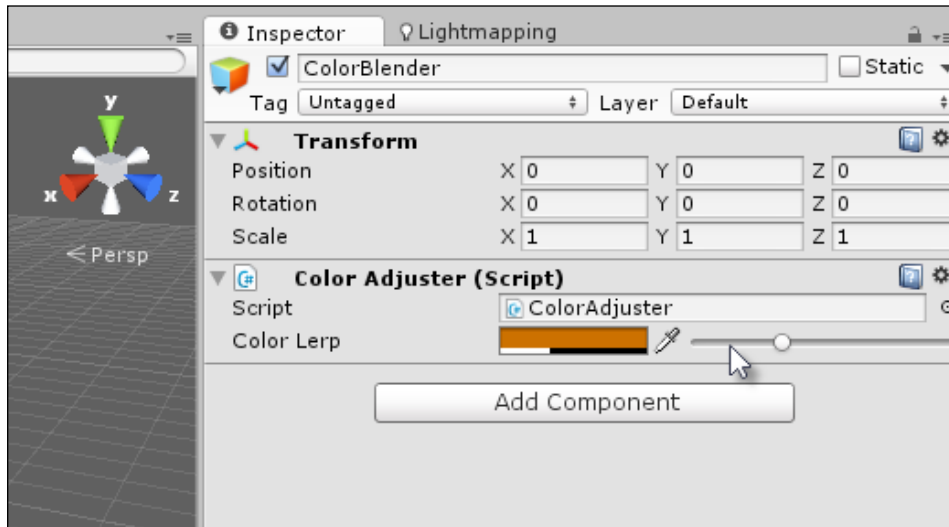 Inspector Lightmapping
ColorBlender Static
Tag Untagged Layer Default
y
x z
Persp
Transform
Position X 0 Y 0 Z 0
Rotation X 0 Y 0 Z 0
Scale X 1 Y 1 Z 1
Color Adjuster (Script)
Script ColorAdjuster
Color Lerp
Add Component